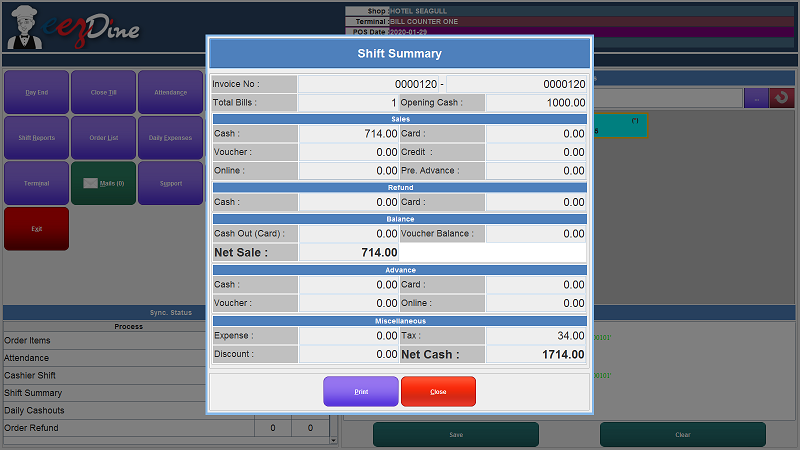 eezDine
Shop : HOTEL SEAGULL
Terminal : BILL COUNTER ONE
POS Date : 2020-01-29
Day End
Close Till
Attendance
Shift Reports
Order List
Daily Expenses
Terminal
Mails (0)
Support
Exit
Shift Summary
Invoice No : 0000120 - 0000120
Total Bills : 1 Opening Cash : 1000.00
Sales
Cash : 714.00 Card : 0.00
Voucher : 0.00 Credit : 0.00
Online : 0.00 Pre. Advance : 0.00
Refund
Cash : 0.00 Card : 0.00
Balance
Cash Out (Card) : 0.00 Voucher Balance : 0.00
Net Sale : 714.00
Advance
Cash : 0.00 Card : 0.00
Voucher : 0.00 Online : 0.00
Miscellaneous
Expense : 0.00 Tax : 34.00
Discount : 0.00 Net Cash : 1714.00
Print
Close
Sync. Status
Process
Order Items
Attendance
Cashier Shift
Shift Summary
Daily Cashouts
Order Refund 0 0
...
(*)
Save
Clear